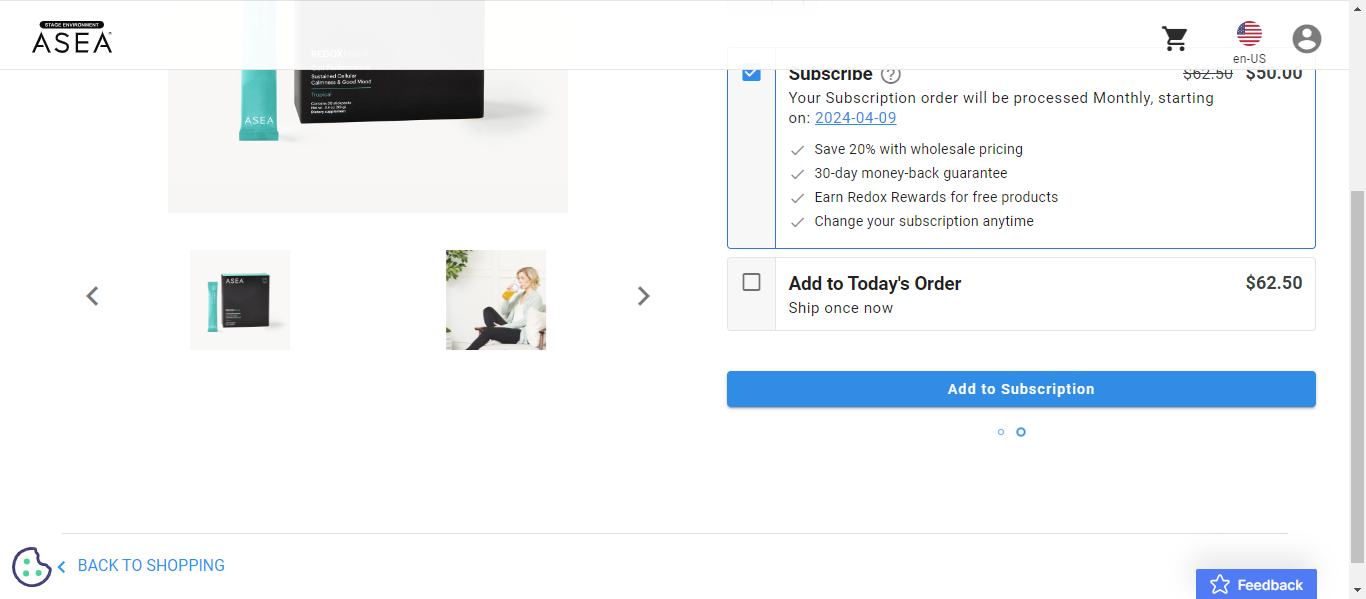 STAGE ENVIRONMENT
ASEA
en-US
REDOX
Sustained Cellular
Calmness & Good Mood
Tropical
ASEA
Subscribe ?
$62.50 $50.00
Your Subscription order will be processed Monthly, starting
on: 2024-04-09
Save 20% with wholesale pricing
30-day money-back guarantee
Earn Redox Rewards for free products
Change your subscription anytime
ASEA
Add to Today's Order
$62.50
Ship once now
Add to Subscription
BACK TO SHOPPING
Feedback